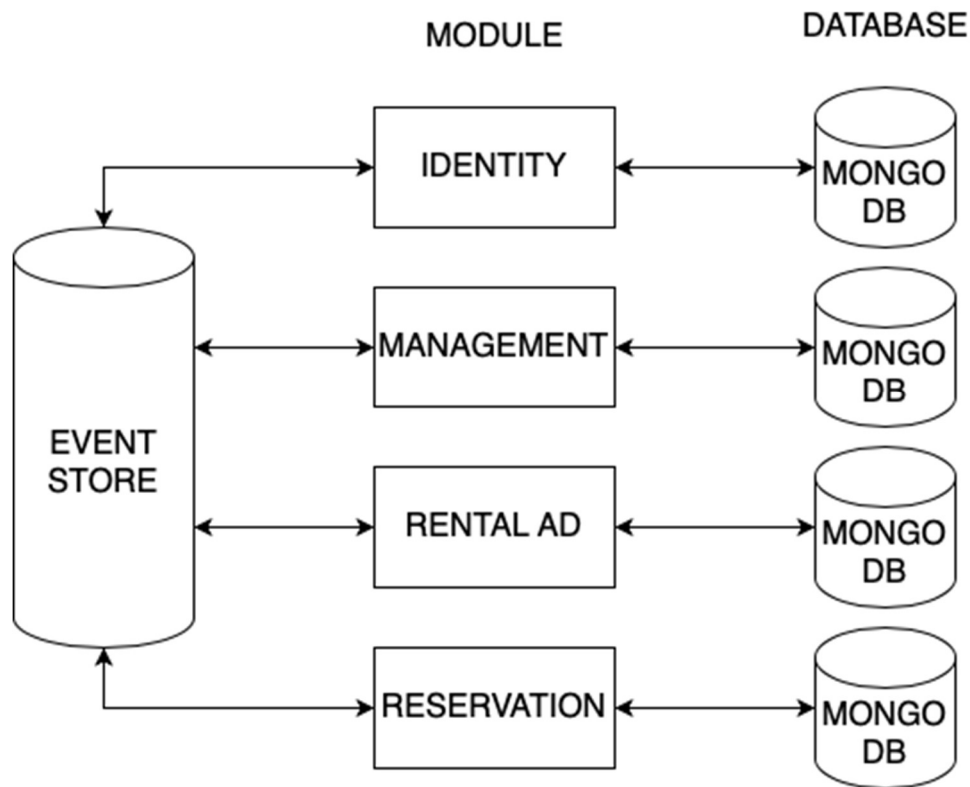 MODULE
DATABASE
IDENTITY
MONGO
DB
MANAGEMENT
MONGO
DB
EVENT
STORE
RENTAL AD
MONGO
DB
RESERVATION
MONGO
DB